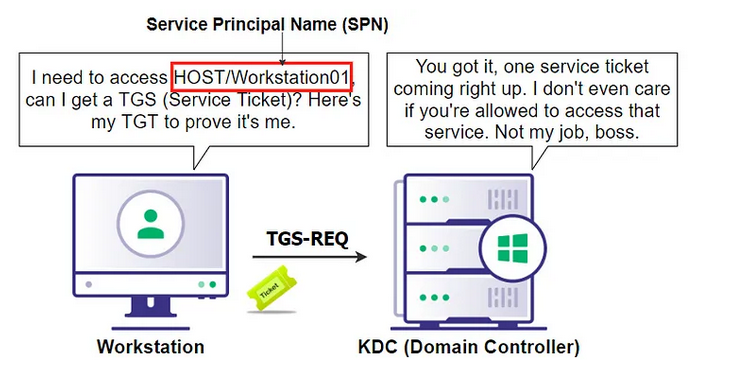 Service Principal Name (SPN)
I need to access HOST/Workstation01,
can I get a TGS (Service Ticket)? Here's
my TGT to prove it's me.
You got it, one service ticket
coming right up. I don't even care
if you're allowed to access that
service. Not my job, boss.
TGS-REQ
Ticket
Workstation
KDC (Domain Controller)